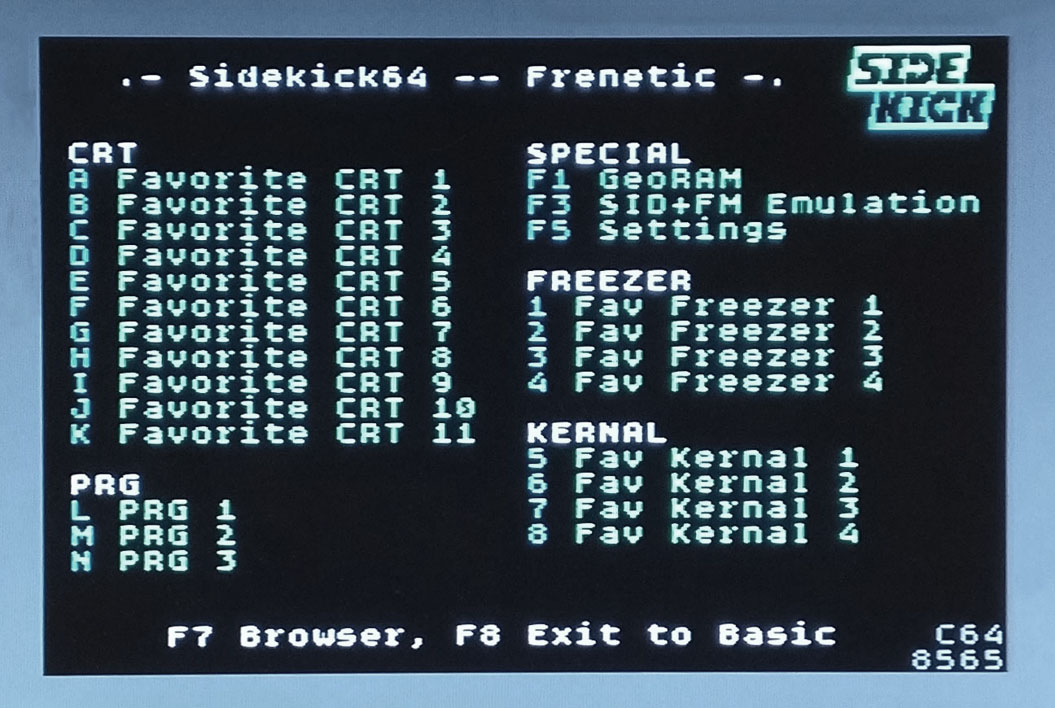 .- Sidekick64 -- Frenetic -.
SIDE
KICK
CRT
A Favorite CRT 1
B Favorite CRT 2
C Favorite CRT 3
D Favorite CRT 4
E Favorite CRT 5
F Favorite CRT 6
G Favorite CRT 7
H Favorite CRT 8
I Favorite CRT 9
J Favorite CRT 10
K Favorite CRT 11
PRG
L PRG 1
M PRG 2
N PRG 3
SPECIAL
F1 GeoRAM
F3 SID+FM Emulation
F5 Settings
FREEZER
1 Fav Freezer 1
2 Fav Freezer 2
3 Fav Freezer 3
4 Fav Freezer 4
KERNAL
5 Fav Kernal 1
6 Fav Kernal 2
7 Fav Kernal 3
8 Fav Kernal 4
F7 Browser, F8 Exit to Basic
C64
8565